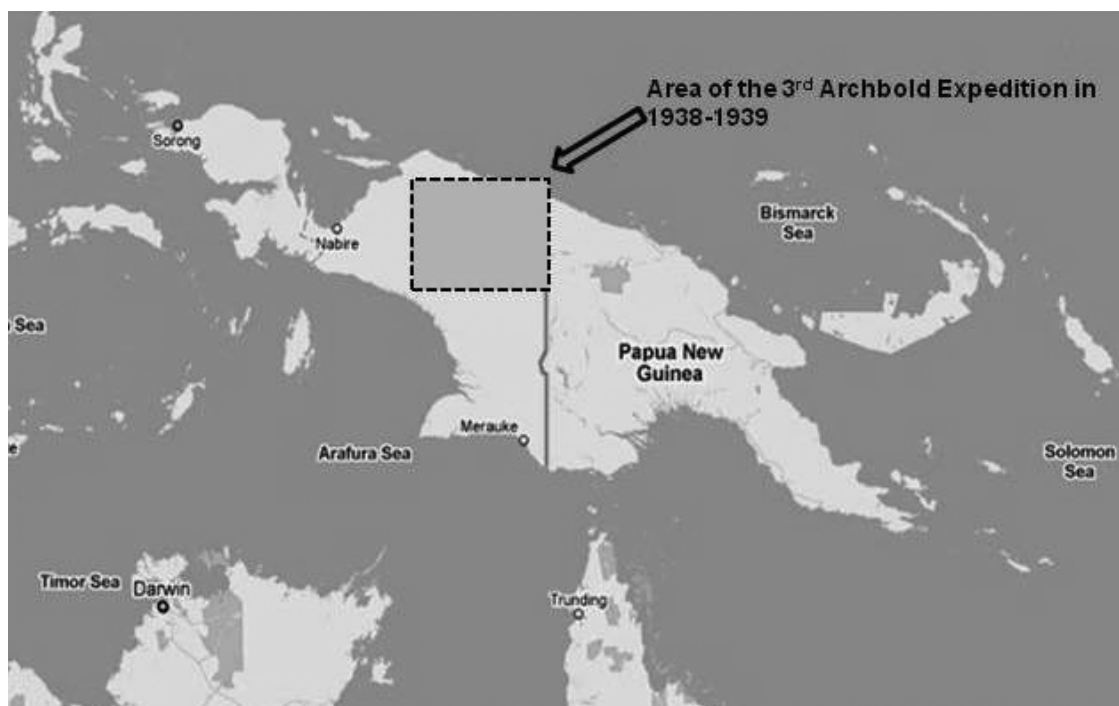 Area of the 3rd Archbold Expedition in
1938-1939
Sorong
Bismarck
Sea
Nabire
Sea
Papua New
Guinea
Merauke
Arafura Sea
Solomon
Sea
Timor Sea
Darwin
Trunding